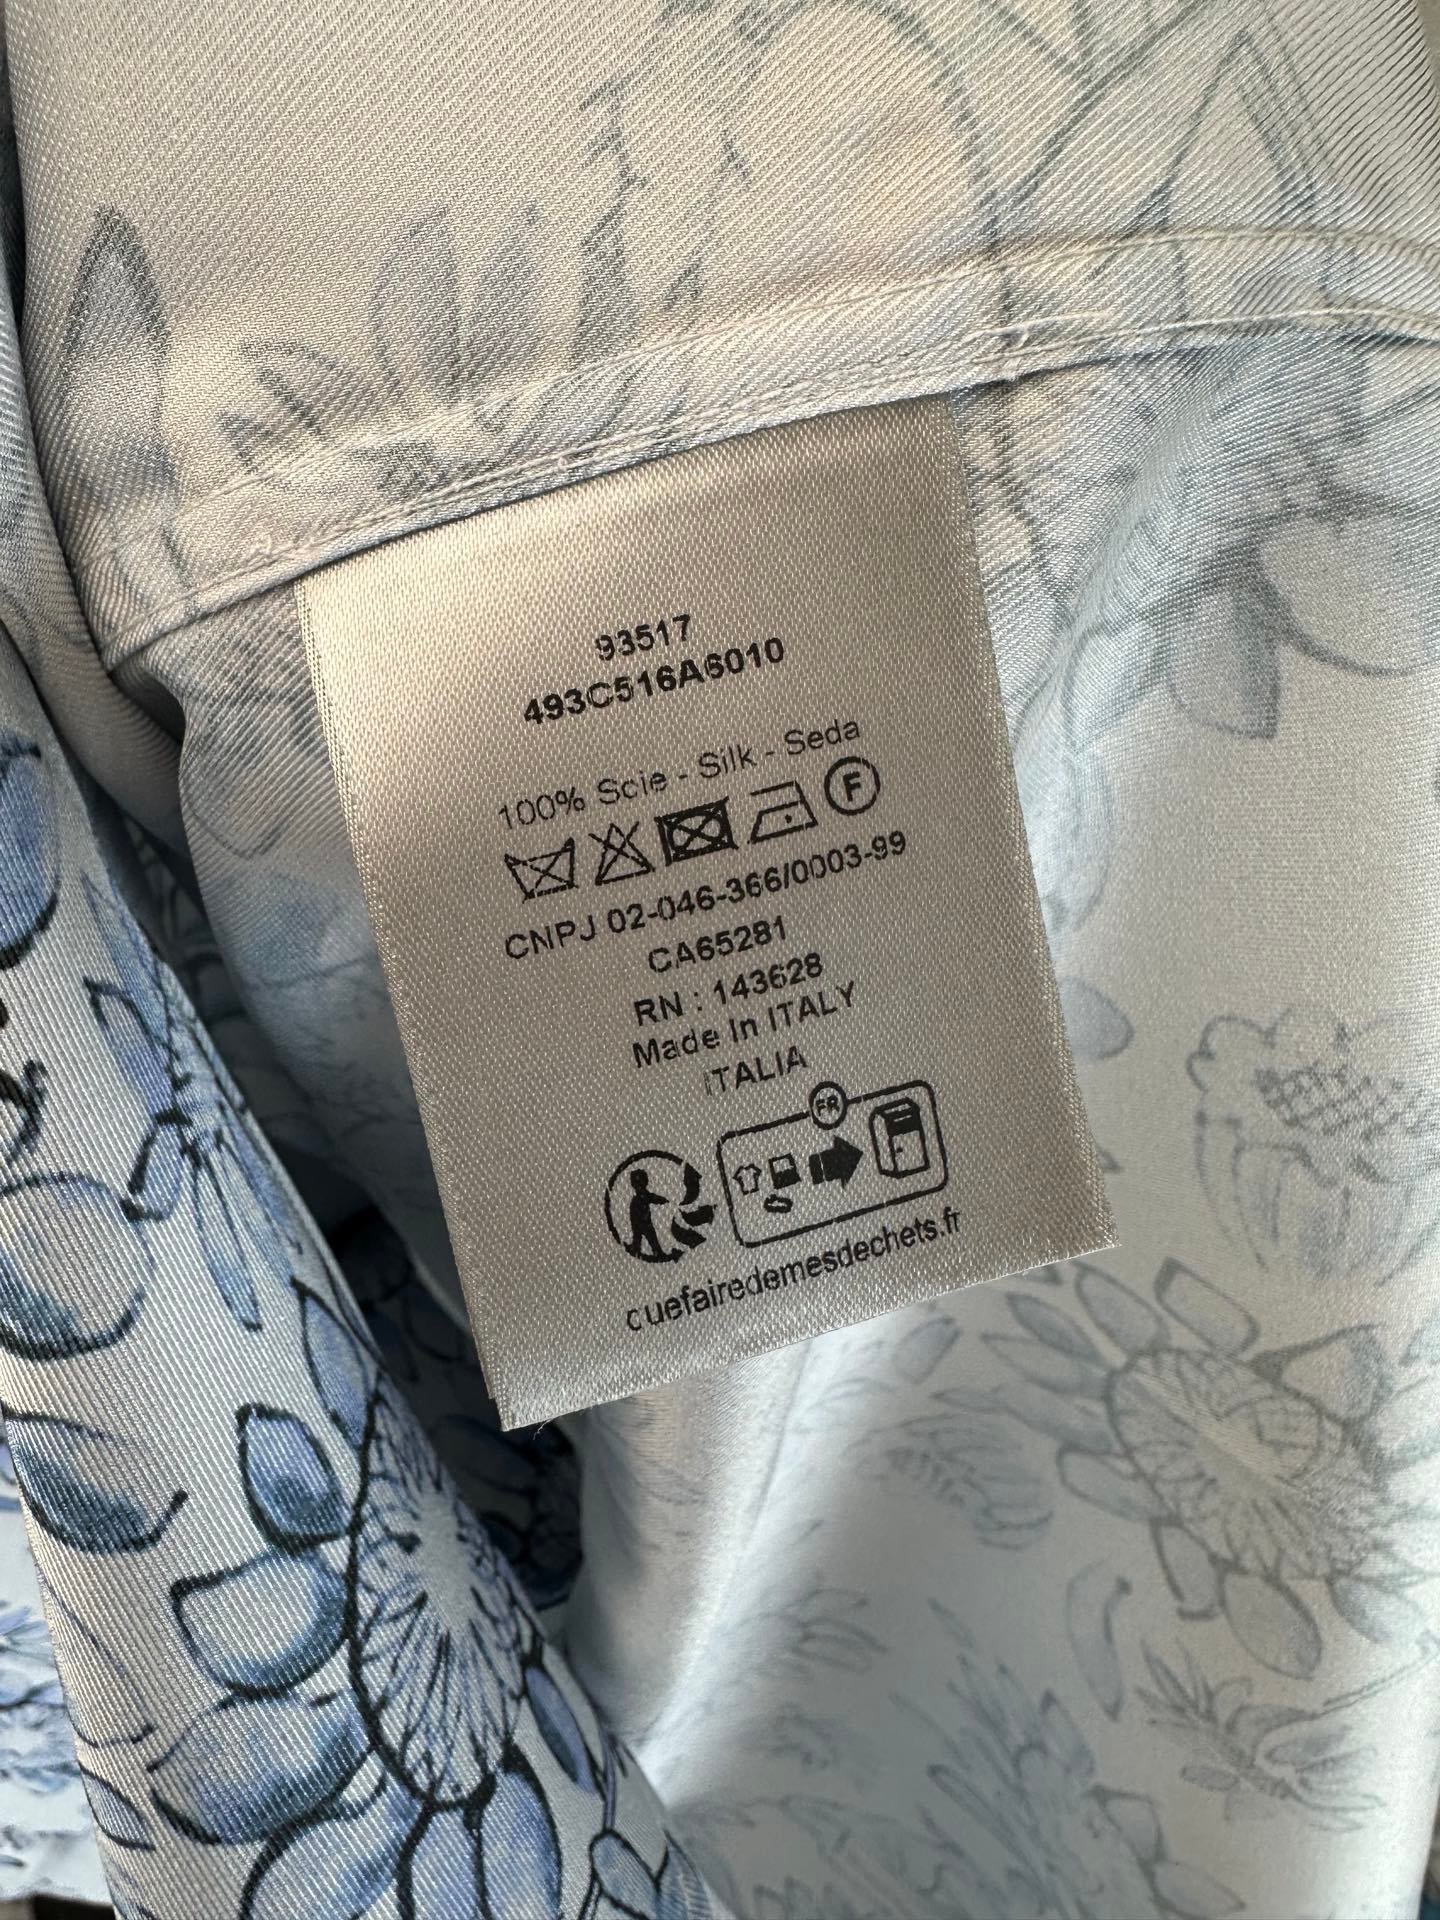 93517
493C516A6010
100% Scie - Silk - Seda
F
CNPJ 02-046-366/0003-99
CA65281
RN : 143628
Made In ITALY
ITALIA
FR
quefairedemesdechets.fr